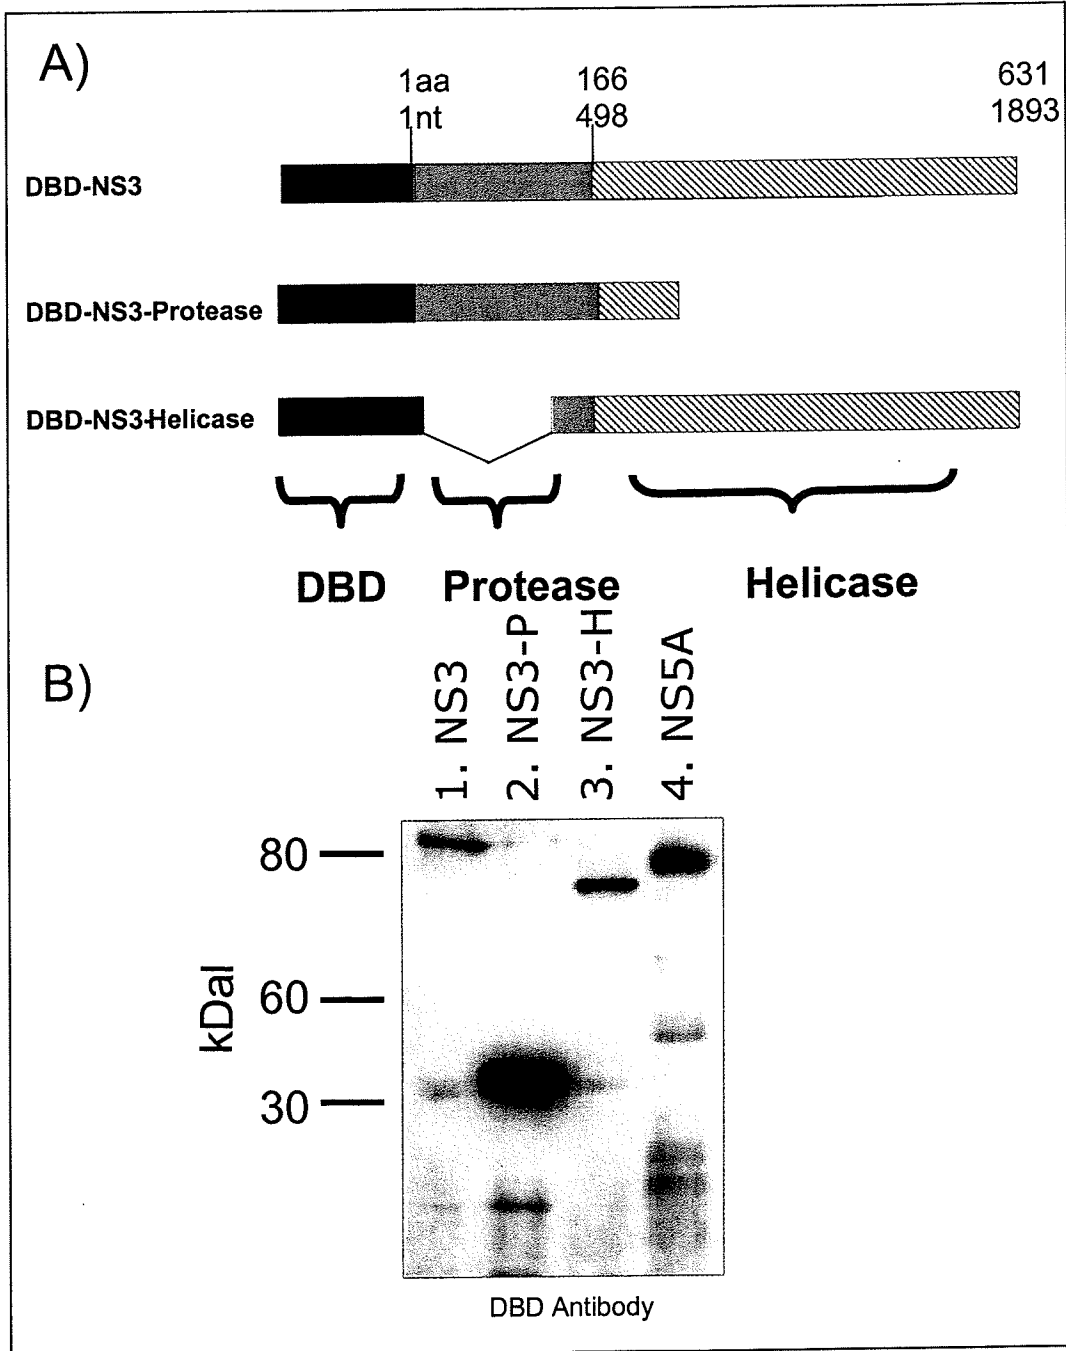 A)
1aa 166 631
1nt 498 1893
DBD-NS3
DBD-NS3-Protease
DBD-NS3-Helicase
DBD Protease Helicase
B)
1. NS3
2. NS3-P
3. NS3-H
4. NS5A
80
60
30
kDal
DBD Antibody